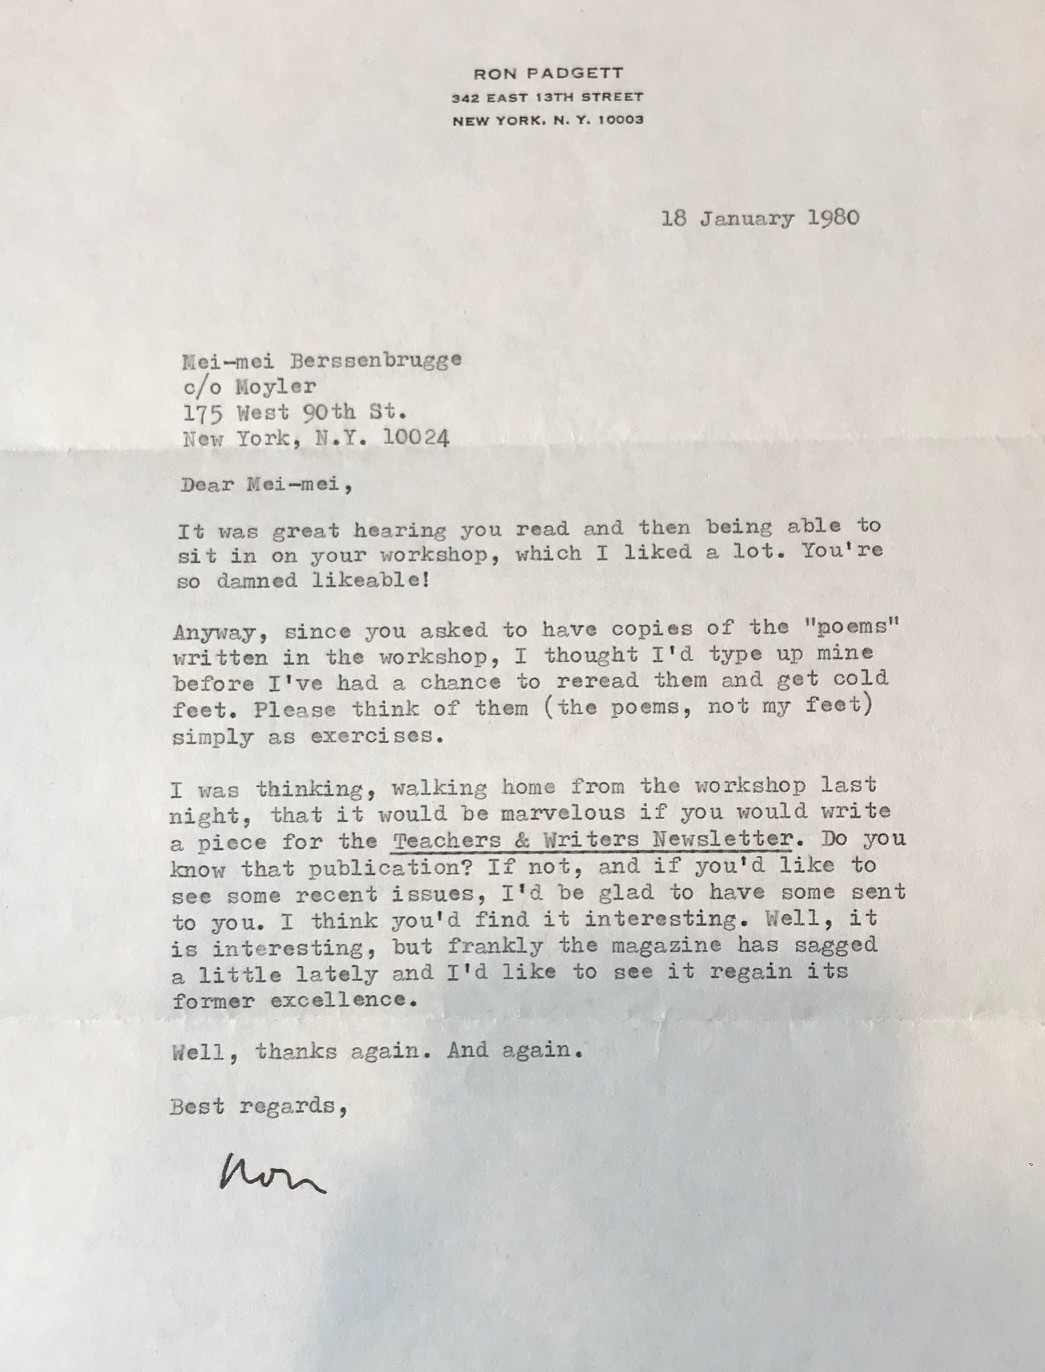 RON PADGETT
342 EAST 13TH STREET
NEW YORK, N. Y. 10003
18 January 1980
Mei-mei Berssenbrugge
c/o Moyler
175 West 90th St.
New York, N.Y. 10024
Dear Mei-mei,
It was great hearing you read and then being able to
sit in on your workshop, which I liked a lot. You're
so damned likeable!
Anyway, since you asked to have copies of the "poems"
written in the workshop, I thought I'd type up mine
before I've had a chance to reread them and get cold
feet. Please think of them (the poems, not my feet)
simply as exercises.
I was thinking, walking home from the workshop last
night, that it would be marvelous if you would write
a piece for the Teachers & Writers Newsletter. Do you
know that publication? If not, and if you'd like to
see some recent issues, I'd be glad to have some sent
to you. I think you'd find it interesting. Well, it
is interesting, but frankly the magazine has sagged
a little lately and I'd like to see it regain its
former excellence.
Well, thanks again. And again.
Best regards,
Ron